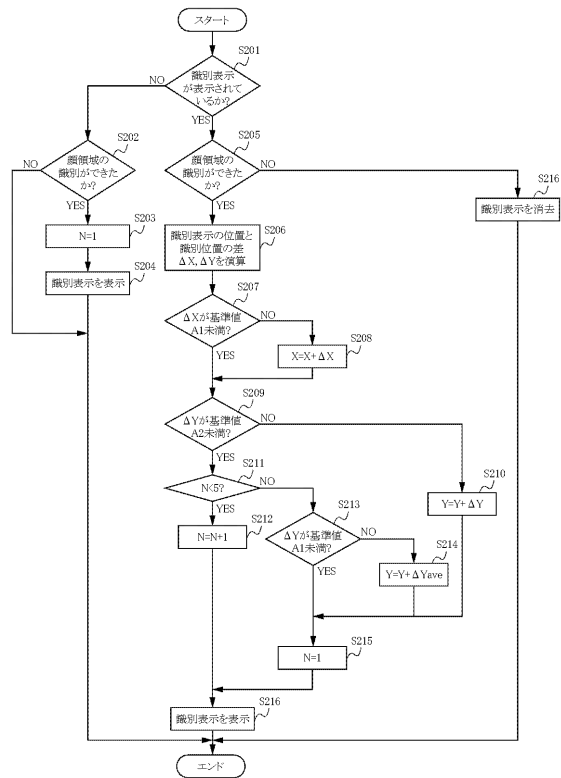 スタート
S201
識別表示
が表示されて
いるか?
NO
YES
S202
顔領域の
識別ができた
か?
NO
YES
S205
顔領域の
識別ができた
か?
NO
YES
S216
識別表示を消去
S203
N=1
S206
識別表示の位置と
識別位置の差
ΔX,ΔYを演算
S204
識別表示を表示
S207
ΔXが基準値
A1未満?
NO
YES
S208
X=X+ΔX
S209
ΔYが基準値
A2未満?
NO
YES
S211
N<5?
NO
YES
S210
Y=Y+ΔY
S212
N=N+1
S213
ΔYが基準値
A1未満?
NO
YES
S214
Y=Y+ΔYave
S215
N=1
S216
識別表示を表示
エンド